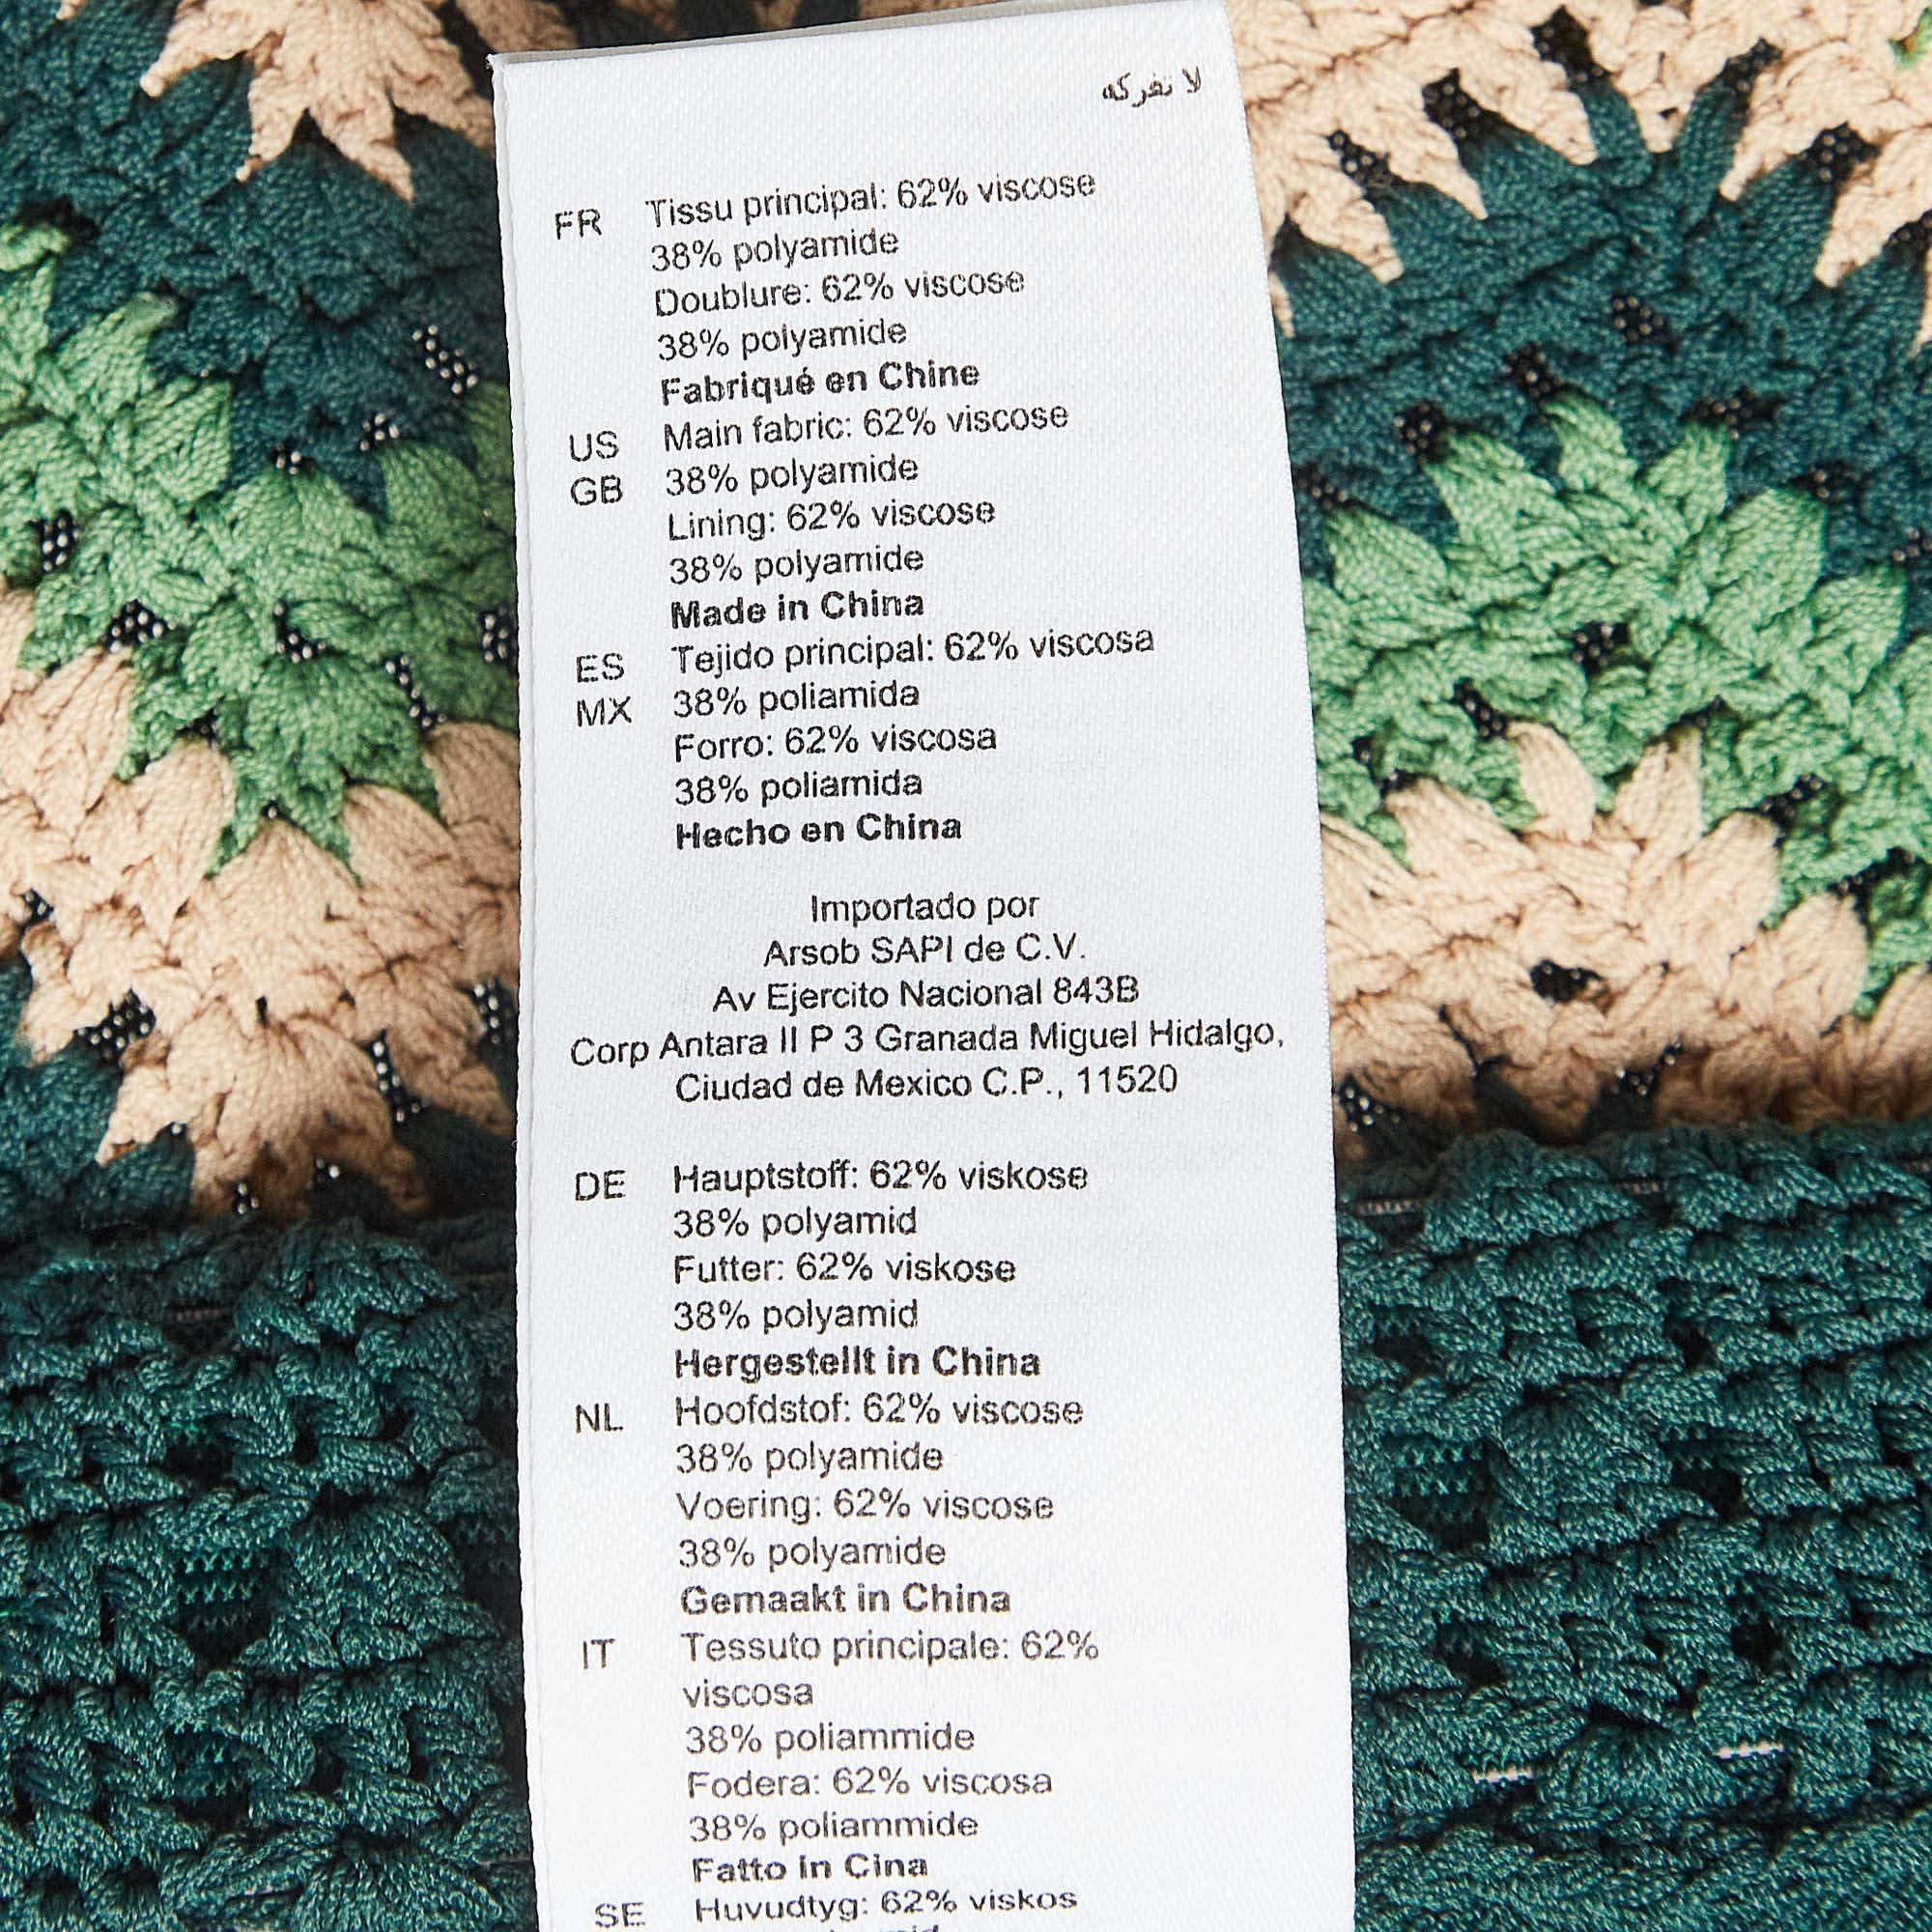 لا تفركه
FR Tissu principal: 62% viscose
38% polyamide
Doublure: 62% viscose
38% polyamide
Fabriqué en Chine
US Main fabric: 62% viscose
GB 38% polyamide
Lining: 62% viscose
38% polyamide
Made in China
ES Tejido principal: 62% viscosa
MX 38% poliamida
Forro: 62% viscosa
38% poliamida
Hecho en China
Importado por
Arsob SAPI de C.V.
Av Ejercito Nacional 843B
Corp Antara II P 3 Granada Miguel Hidalgo,
Ciudad de Mexico C.P., 11520
DE Hauptstoff: 62% viskose
38% polyamid
Futter: 62% viskose
38% polyamid
Hergestellt in China
NL Hoofdstof: 62% viscose
38% polyamide
Voering: 62% viscose
38% polyamide
Gemaakt in China
IT Tessuto principale: 62%
viscosa
38% poliammide
Fodera: 62% viscosa
38% poliammide
Fatto in Cina
SE Huvudtyg: 62% viskos